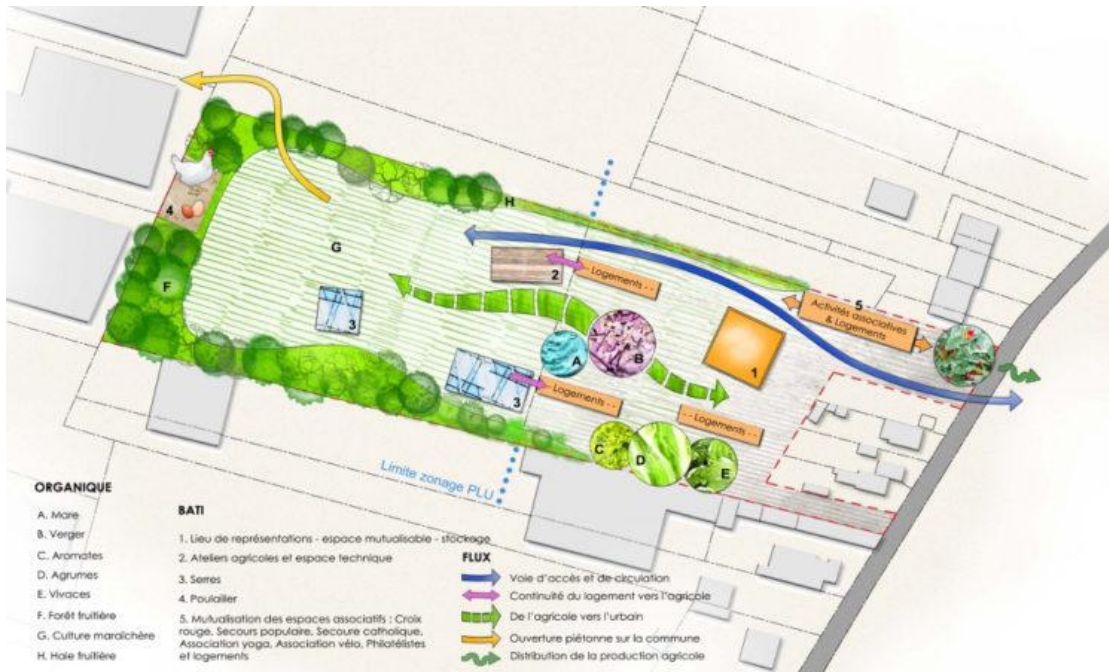 H
G
4
F
2
3
3
Logements - -
Logements - -
- - Logements - -
5
Activités associatives
& Logements
A
B
1
C
D
E
Limite zonage PLU
ORGANIQUE
A. Mare
B. Verger
C. Aromates
D. Agrumes
E. Vivaces
F. Forêt fruitière
G. Culture maraîchère
H. Haie fruitière
BATI
1. Lieu de représentations - espace mutualisable - stockage
2. Ateliers agricoles et espace technique
3. Serres
4. Poulailler
5. Mutualisation des espaces associatifs : Croix
rouge, Secours populaire, Secoure catholique,
Association yoga, Association vélo, Philatélistes
et logements
FLUX
Voie d'accès et de circulation
Continuité du logement vers l'agricole
De l'agricole vers l'urbain
Ouverture piétonne sur la commune
Distribution de la production agricole